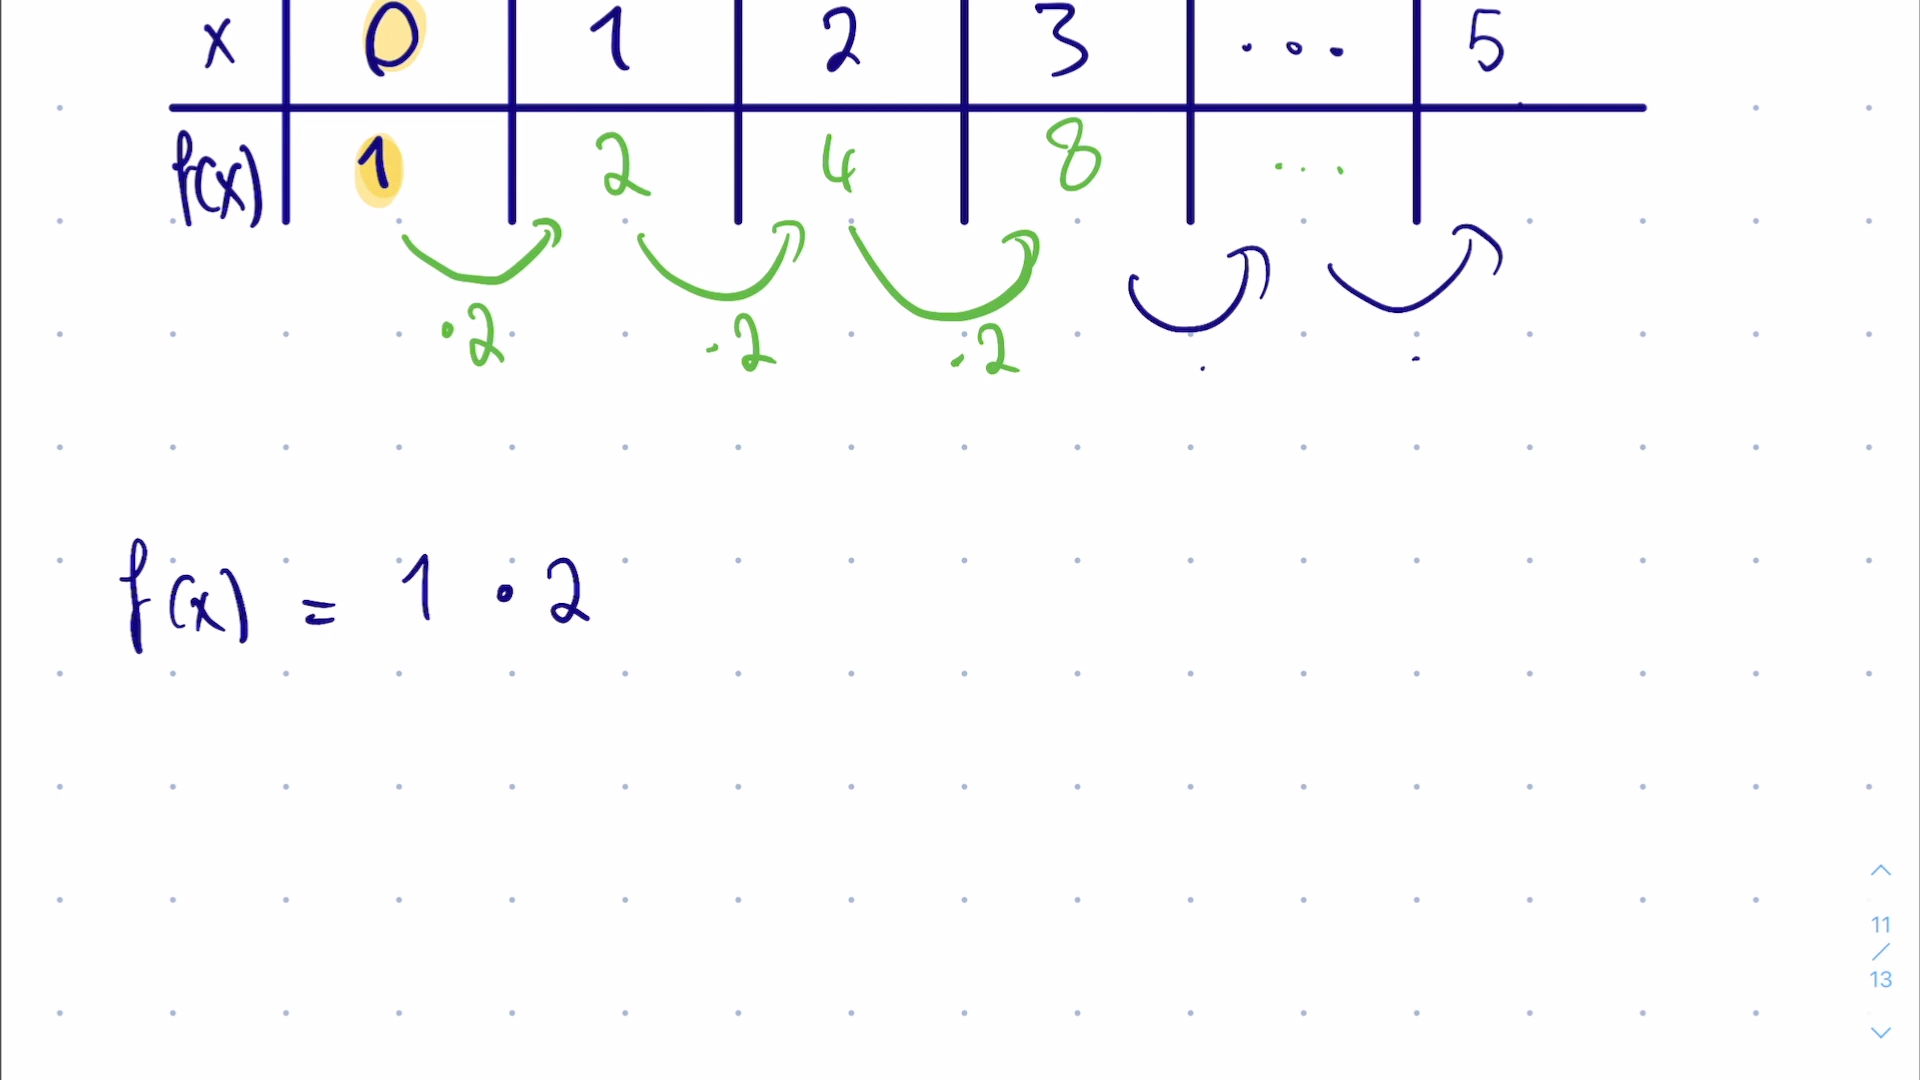 x 0 1 2 3 ... 5
f(x) 1 2 4 8 ...
·2 ·2 ·2 . .
f(x) = 1 · 2
11
/
13